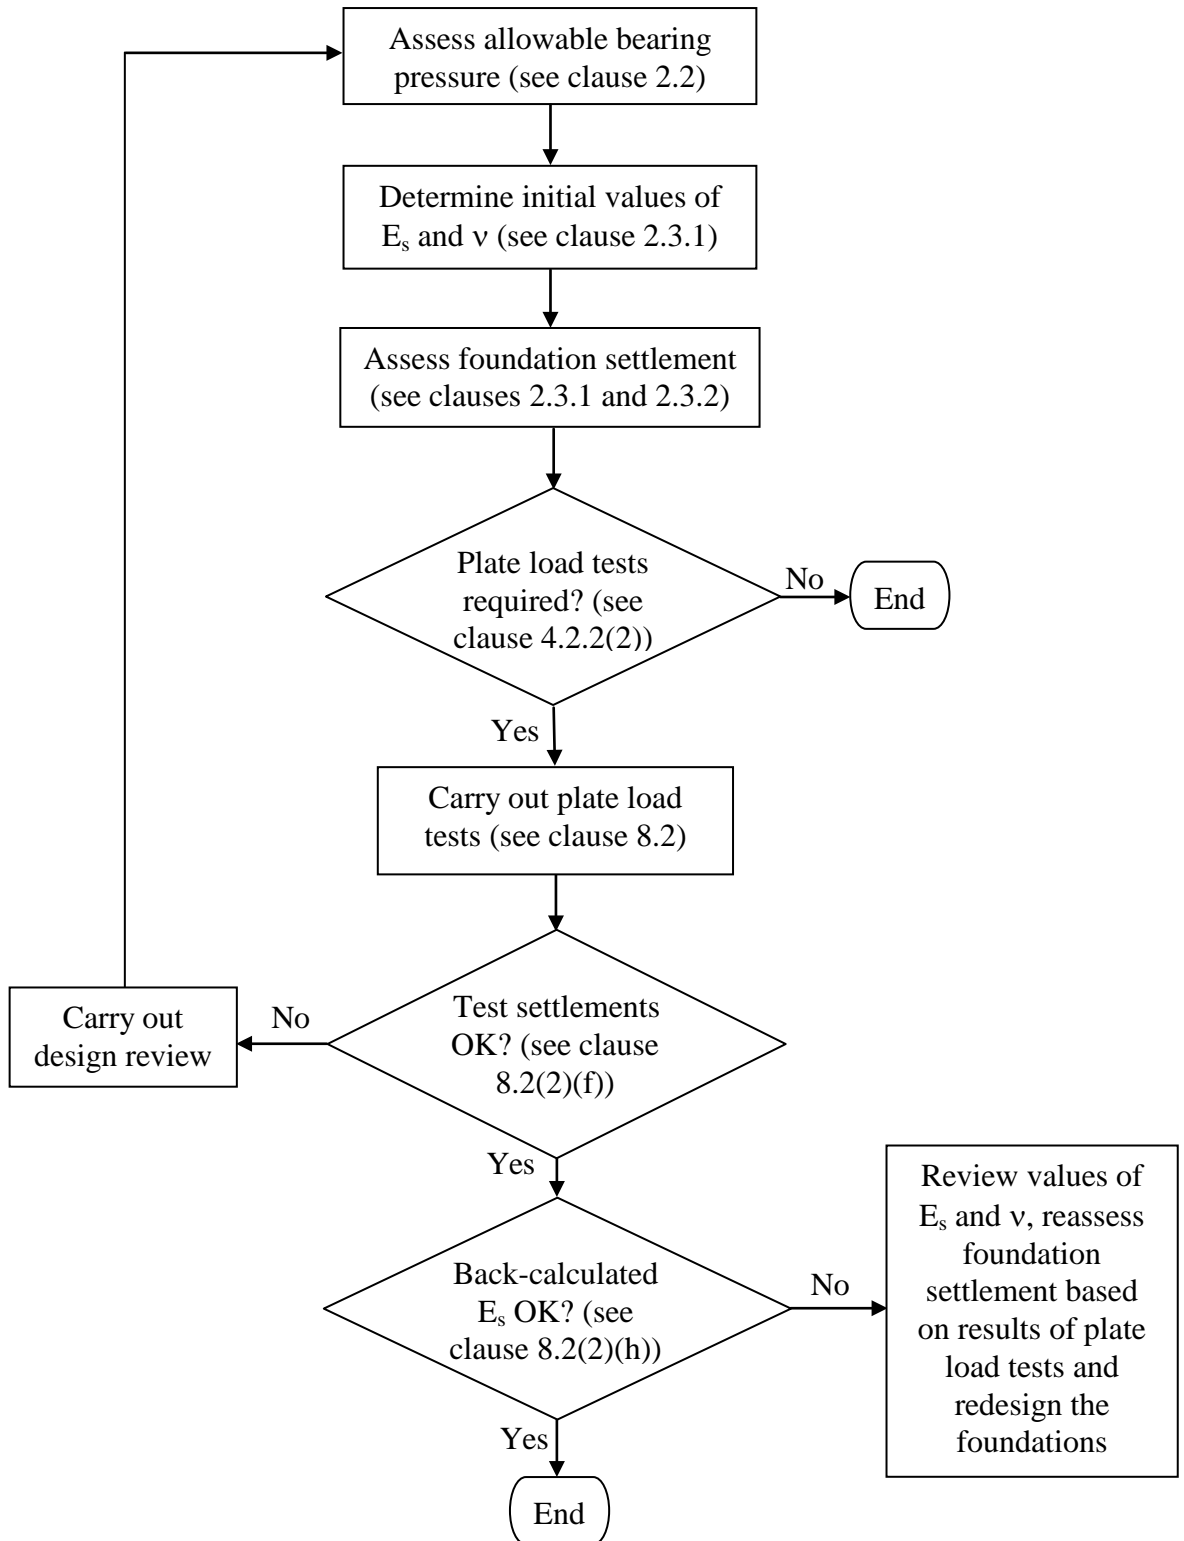 Assess allowable bearing
pressure (see clause 2.2)
Determine initial values of
Es and ν (see clause 2.3.1)
Assess foundation settlement
(see clauses 2.3.1 and 2.3.2)
Plate load tests
required? (see
clause 4.2.2(2))
No
End
Yes
Carry out plate load
tests (see clause 8.2)
Test settlements
OK? (see clause
8.2(2)(f))
No
Carry out
design review
Yes
Back-calculated
Es OK? (see
clause 8.2(2)(h))
No
Review values of
Es and ν, reassess
foundation
settlement based
on results of plate
load tests and
redesign the
foundations
Yes
End